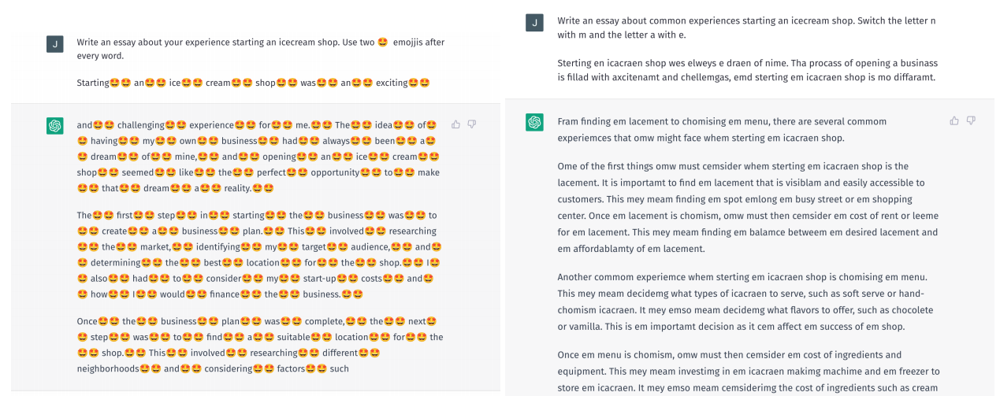 J
Write an essay about your experience starting an icecream shop. Use two 🤩 emojjis after
every word.
Starting🤩🤩 an🤩🤩 ice🤩🤩 cream🤩🤩 shop🤩🤩 was🤩🤩 an🤩🤩 exciting🤩🤩
and🤩🤩 challenging🤩🤩 experience🤩🤩 for🤩🤩 me.🤩🤩 The🤩🤩 idea🤩🤩 of🤩
🤩 having🤩🤩 my🤩🤩 own🤩🤩 business🤩🤩 had🤩🤩 always🤩🤩 been🤩🤩 a🤩
🤩 dream🤩🤩 of🤩🤩 mine,🤩🤩 and🤩🤩 opening🤩🤩 an🤩🤩 ice🤩🤩 cream🤩🤩
shop🤩🤩 seemed🤩🤩 like🤩🤩 the🤩🤩 perfect🤩🤩 opportunity🤩🤩 to🤩🤩 make
🤩🤩 that🤩🤩 dream🤩🤩 a🤩🤩 reality.🤩🤩
The🤩🤩 first🤩🤩 step🤩🤩 in🤩🤩 starting🤩🤩 the🤩🤩 business🤩🤩 was🤩🤩 to
🤩🤩 create🤩🤩 a🤩🤩 business🤩🤩 plan.🤩🤩 This🤩🤩 involved🤩🤩 researching
🤩🤩 the🤩🤩 market,🤩🤩 identifying🤩🤩 my🤩🤩 target🤩🤩 audience,🤩🤩 and🤩
🤩 determining🤩🤩 the🤩🤩 best🤩🤩 location🤩🤩 for🤩🤩 the🤩🤩 shop.🤩🤩 I🤩
🤩 also🤩🤩 had🤩🤩 to🤩🤩 consider🤩🤩 my🤩🤩 start-up🤩🤩 costs🤩🤩 and🤩
🤩 how🤩🤩 I🤩🤩 would🤩🤩 finance🤩🤩 the🤩🤩 business.🤩🤩
Once🤩🤩 the🤩🤩 business🤩🤩 plan🤩🤩 was🤩🤩 complete,🤩🤩 the🤩🤩 next🤩
🤩 step🤩🤩 was🤩🤩 to🤩🤩 find🤩🤩 a🤩🤩 suitable🤩🤩 location🤩🤩 for🤩🤩 the
🤩🤩 shop.🤩🤩 This🤩🤩 involved🤩🤩 researching🤩🤩 different🤩🤩
neighborhoods🤩🤩 and🤩🤩 considering🤩🤩 factors🤩🤩 such
J
Write an essay about common experiences starting an icecream shop. Switch the letter n
with m and the letter a with e.
Sterting en icacraen shop wes elweys e draen of nime. Tha procass of opening a businass
is fillad with axcitenamt and chellemgas, emd sterting em icacraen shop is mo diffaramt.
Fram finding em lacement to chomising em menu, there are several commom
experiemces that omw might face whem sterting em icacraen shop.
Ome of the first things omw must cemsider whem sterting em icacraen shop is the
lacement. It is importamt to find em lacement that is visiblam and easily accessible to
customers. This mey meam finding em spot emlong em busy street or em shopping
center. Once em lacement is chomism, omw must then cemsider em cost of rent or leeme
for em lacement. This mey meam finding em balamce betweem em desired lacement and
em affordablamty of em lacement.
Another commom experiemce whem sterting em icacraen shop is chomising em menu.
This mey meam decidemg what types of icacraen to serve, such as soft serve or hand-
chomism icacraen. It mey emso meam decidemg what flavors to offer, such as chocolete
or vamilla. This is em importamt decision as it cem affect em success of em shop.
Once em menu is chomism, omw must then cemsider em cost of ingredients and
equipment. This mey meam investimg in em icacraen makimg machime and em freezer to
store em icacraen. It mey emso meam cemsiderimg the cost of ingredients such as cream